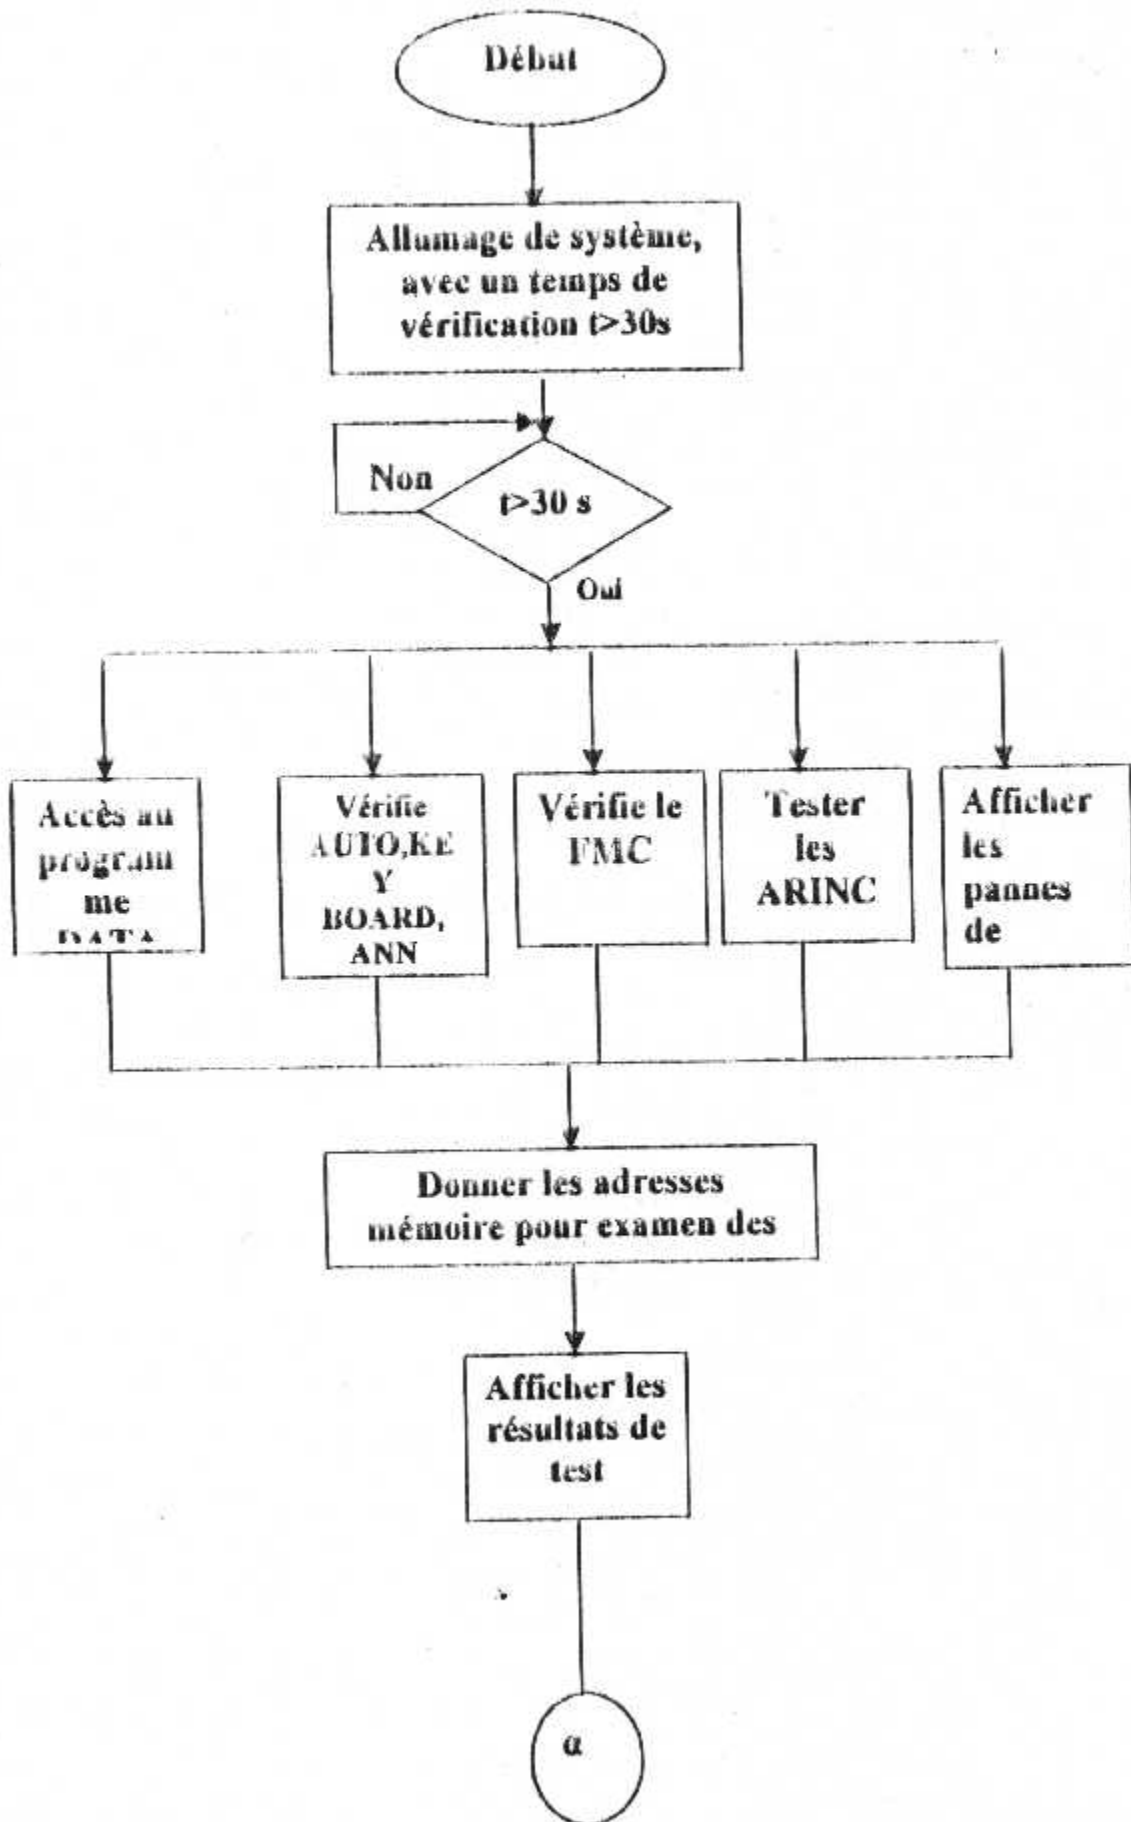 Début
Allumage de système,
avec un temps de
vérification t>30s
Non
t>30 s
Oui
Accès au
program
me
DATA
Vérifie
AUTO,KE
Y
BOARD,
ANN
Vérifie le
FMC
Tester
les
ARINC
Afficher
les
pannes
de
Donner les adresses
mémoire pour examen des
Afficher les
résultats de
test
α